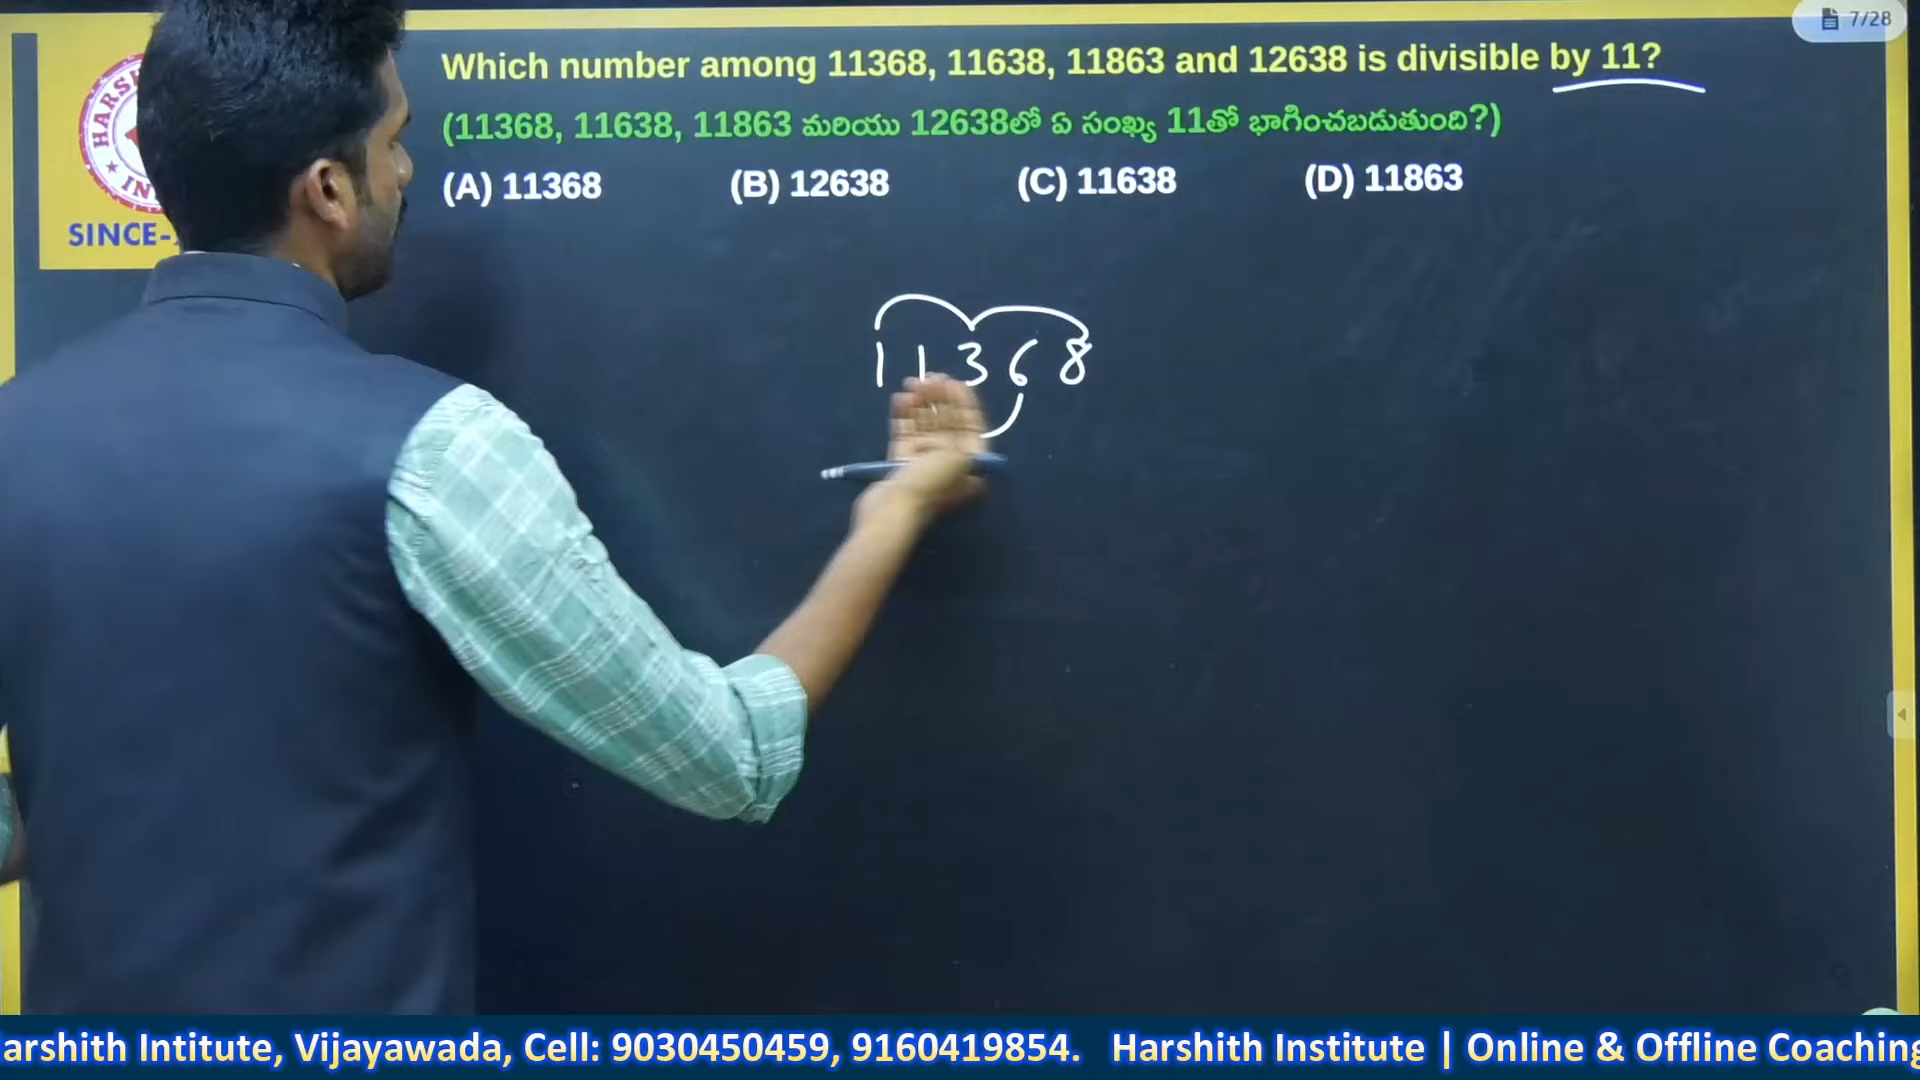 7/28
HARSH
IN
SINCE-
Which number among 11368, 11638, 11863 and 12638 is divisible by 11?
(11368, 11638, 11863 మరియు 12638లో ఏ సంఖ్య 11తో భాగించబడుతుంది?)
(A) 11368 (B) 12638 (C) 11638 (D) 11863
11368
arshith Intitute, Vijayawada, Cell: 9030450459, 9160419854. Harshith Institute | Online & Offline Coaching